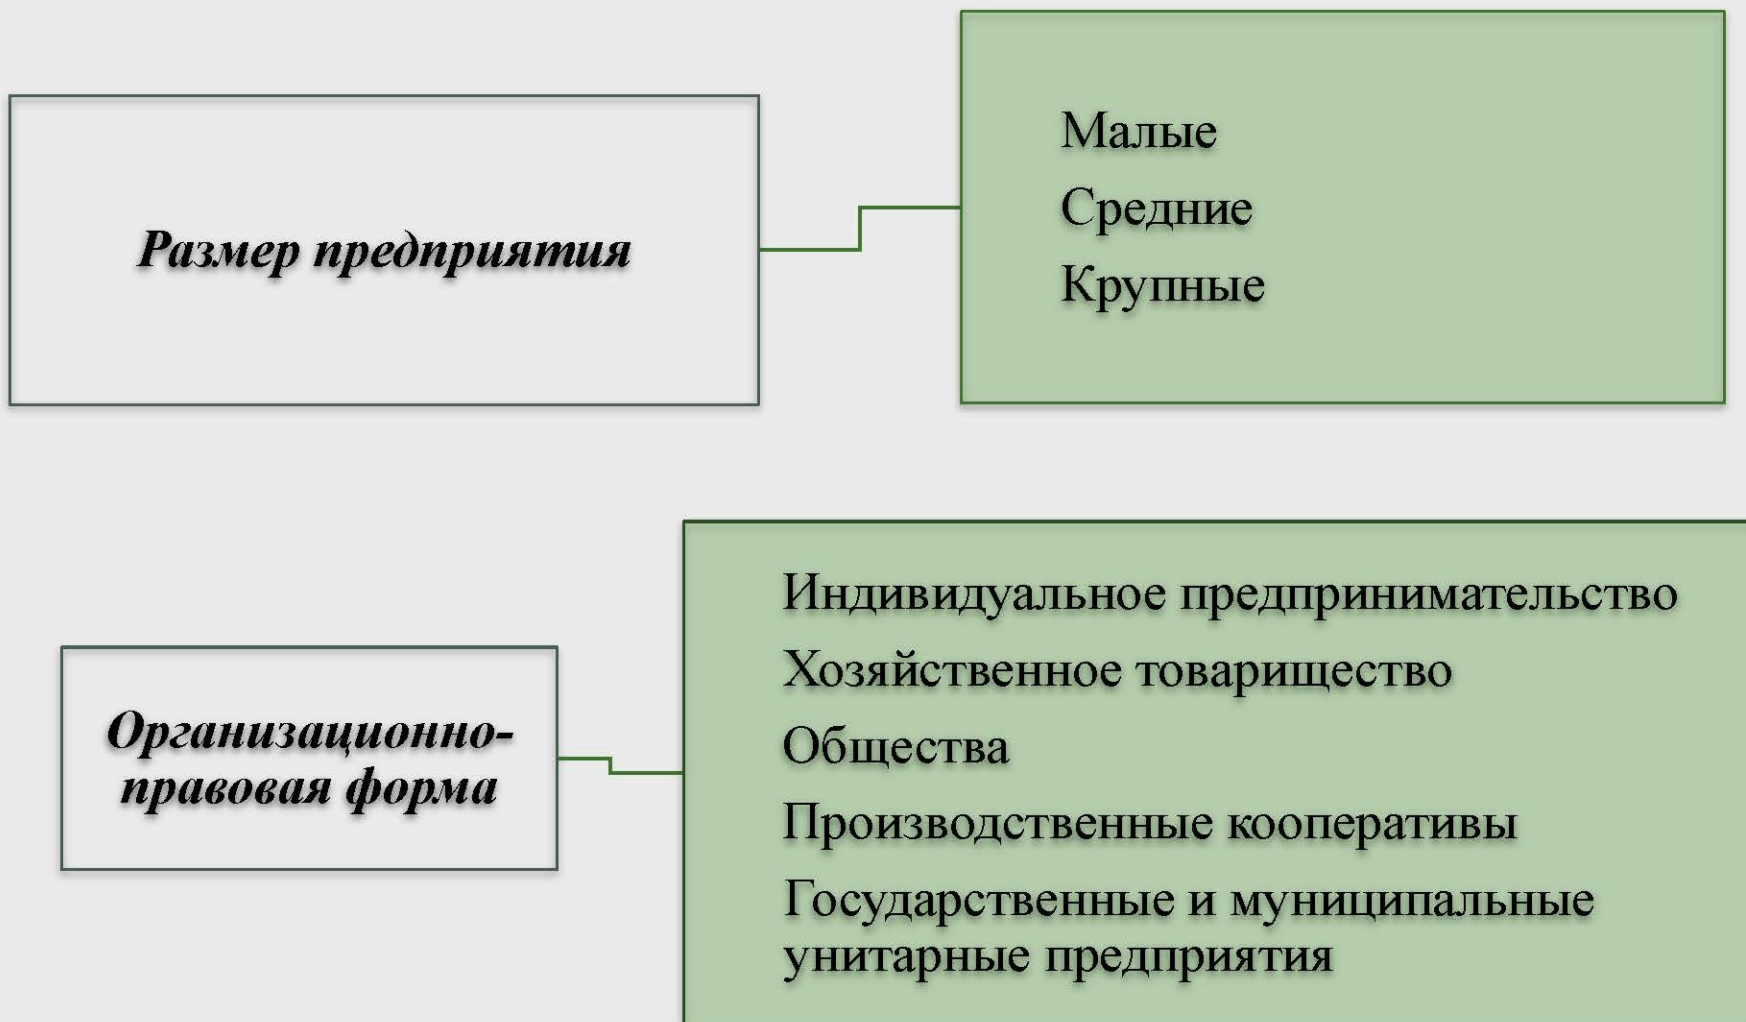 Размер предприятия
Малые
Средние
Крупные
Организационно-
правовая форма
Индивидуальное предпринимательство
Хозяйственное товарищество
Общества
Производственные кооперативы
Государственные и муниципальные
унитарные предприятия